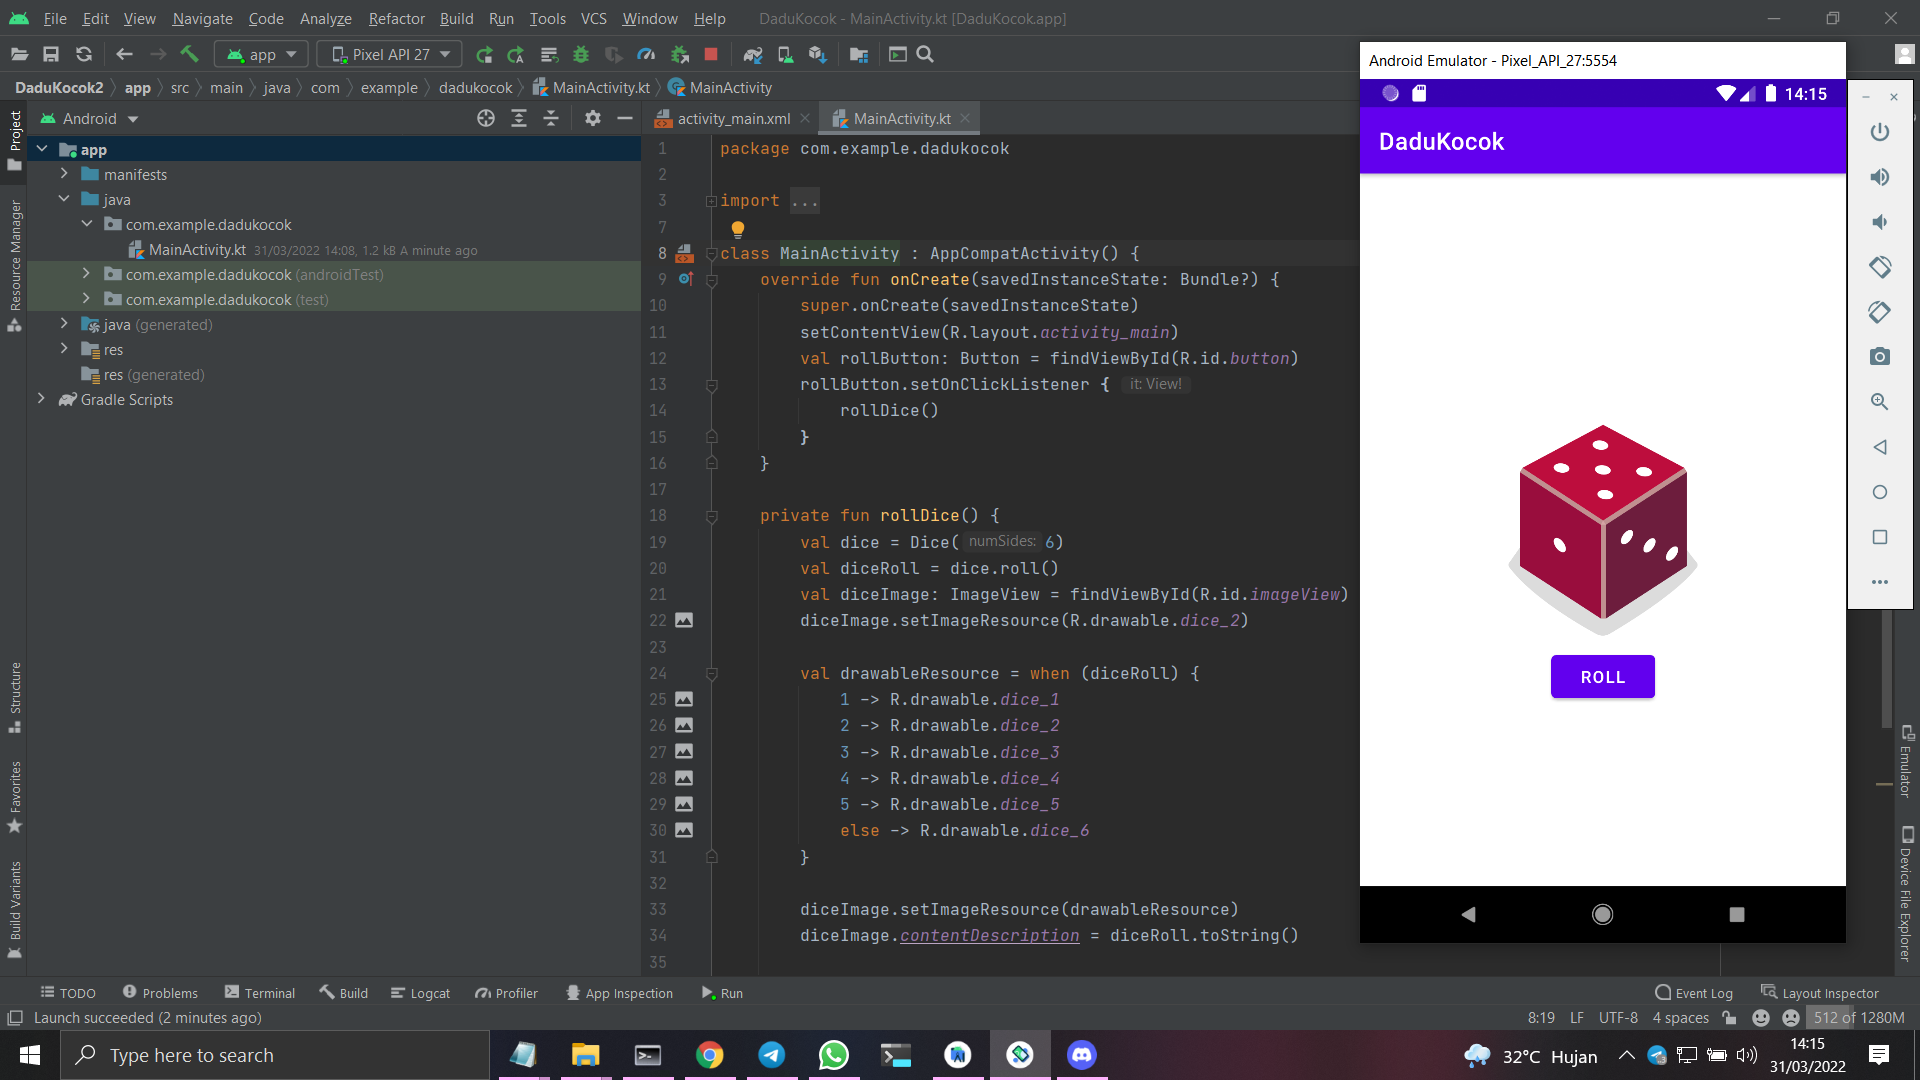 File Edit View Navigate Code Analyze Refactor Build Run Tools VCS Window Help DaduKocok - MainActivity.kt [DaduKocok.app]
app Pixel API 27
DaduKocok2 app src main java com example dadukocok MainActivity.kt MainActivity
Project
Resource Manager
Structure
Favorites
Build Variants
Android
app
manifests
java
com.example.dadukocok
MainActivity.kt 31/03/2022 14:08, 1.2 kB A minute ago
com.example.dadukocok (androidTest)
com.example.dadukocok (test)
java (generated)
res
res (generated)
Gradle Scripts
activity_main.xml MainActivity.kt
1 package com.example.dadukocok
2
3 import ...
7
8 class MainActivity : AppCompatActivity() {
9 override fun onCreate(savedInstanceState: Bundle?) {
10 super.onCreate(savedInstanceState)
11 setContentView(R.layout.activity_main)
12 val rollButton: Button = findViewById(R.id.button)
13 rollButton.setOnClickListener { it: View!
14 rollDice()
15 }
16 }
17
18 private fun rollDice() {
19 val dice = Dice( numSides: 6)
20 val diceRoll = dice.roll()
21 val diceImage: ImageView = findViewById(R.id.imageView)
22 diceImage.setImageResource(R.drawable.dice_2)
23
24 val drawableResource = when (diceRoll) {
25 1 -> R.drawable.dice_1
26 2 -> R.drawable.dice_2
27 3 -> R.drawable.dice_3
28 4 -> R.drawable.dice_4
29 5 -> R.drawable.dice_5
30 else -> R.drawable.dice_6
31 }
32
33 diceImage.setImageResource(drawableResource)
34 diceImage.contentDescription = diceRoll.toString()
35
Android Emulator - Pixel_API_27:5554
14:15
DaduKocok
ROLL
Emulator
Device File Explorer
TODO Problems Terminal Build Logcat Profiler App Inspection Run Event Log Layout Inspector
Launch succeeded (2 minutes ago) 8:19 LF UTF-8 4 spaces 512 of 1280M
Type here to search 32°C Hujan 14:15
31/03/2022